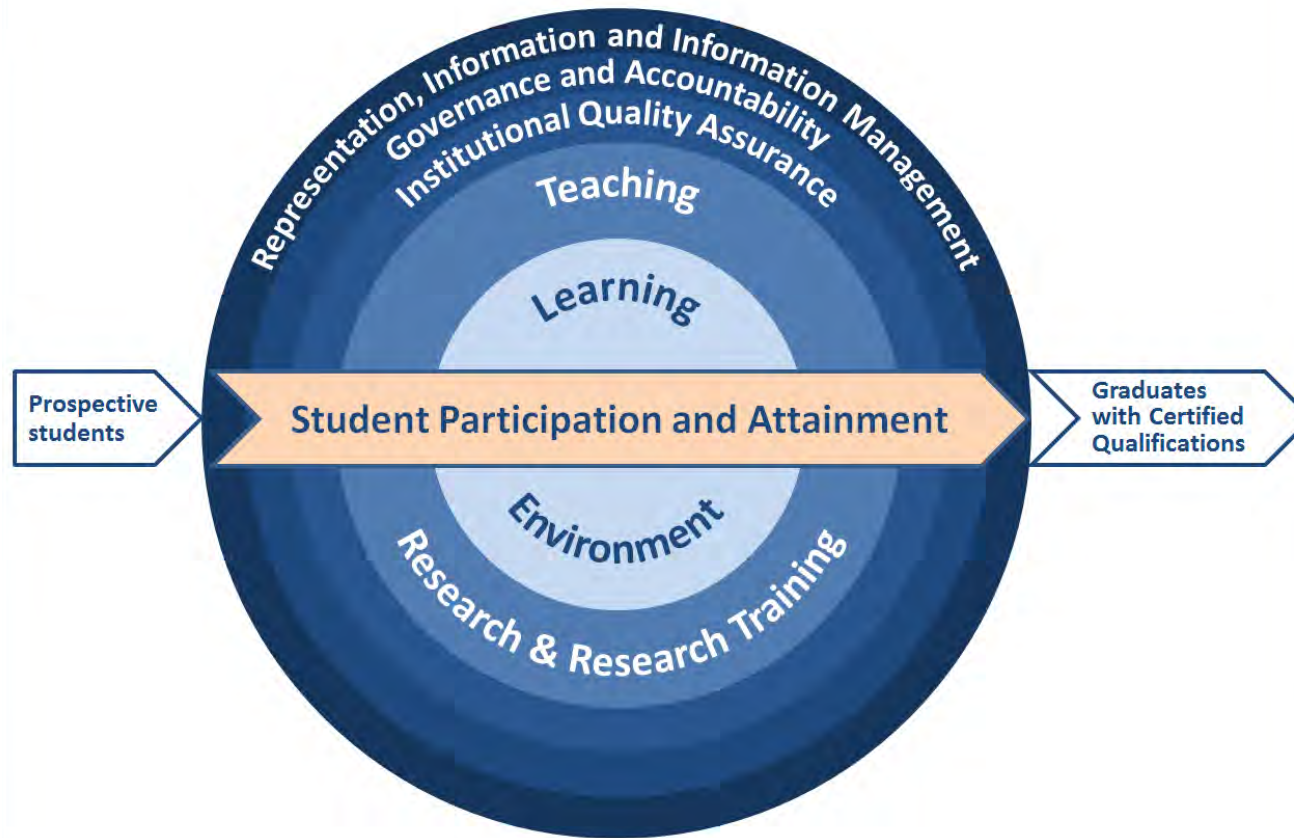 Representation, Information and Information Management
Governance and Accountability
Institutional Quality Assurance
Teaching
Learning
Prospective
students
Student Participation and Attainment
Graduates
with Certified
Qualifications
Environment
Research & Research Training